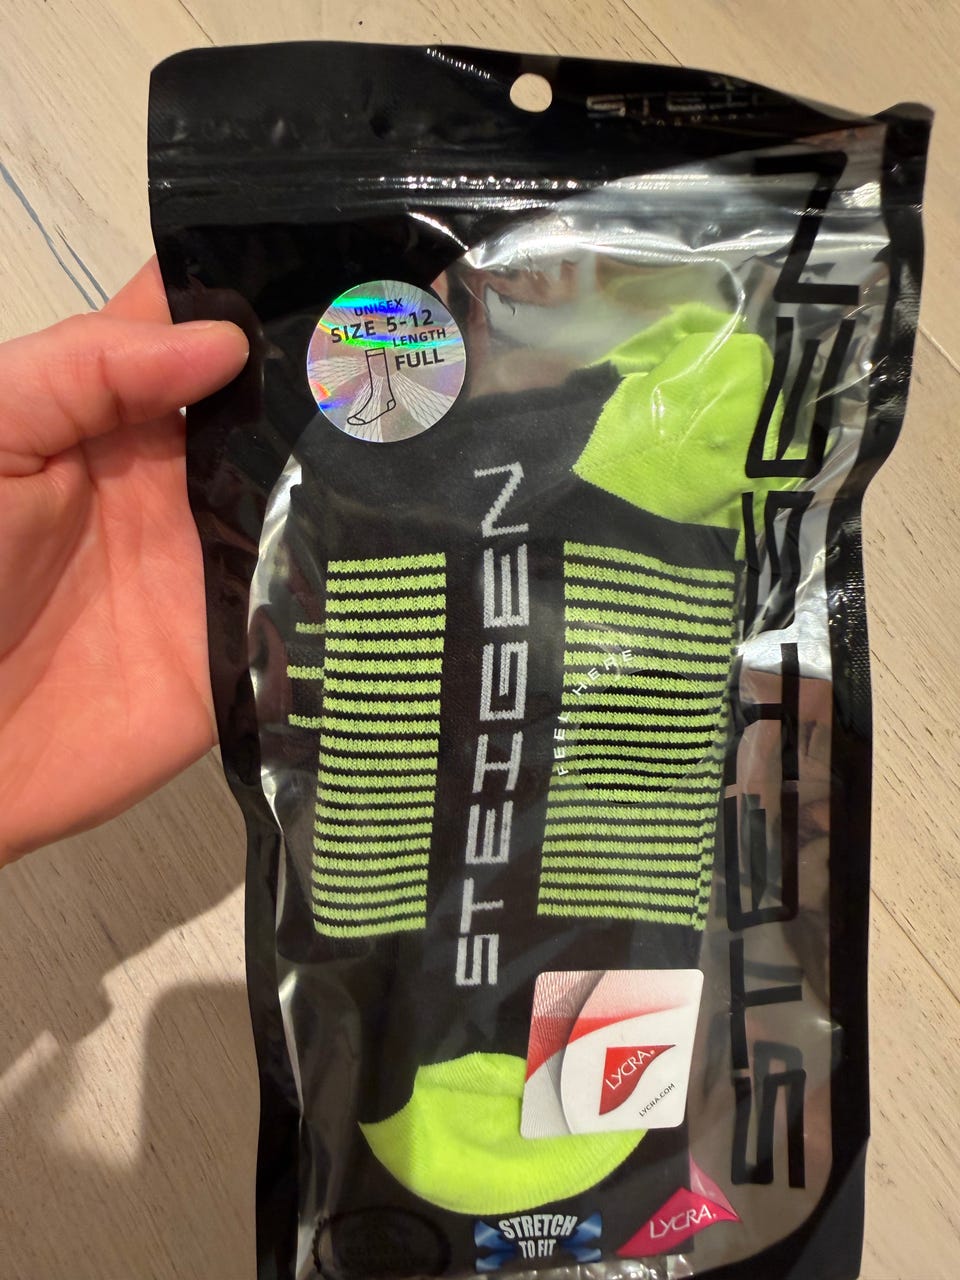 UNISEX
SIZE 5-12
LENGTH
FULL
STEIGEN
FEEL HERE
STEIGEN
LYCRA®
LYCRA.COM
STRETCH
TO FIT
LYCRA®